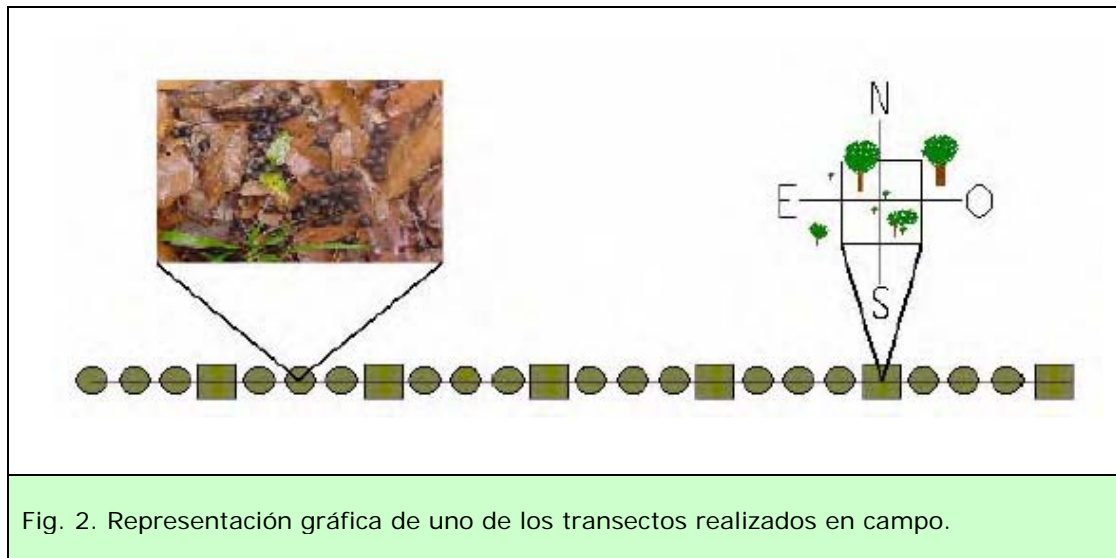 N
E O
S
Fig. 2. Representación gráfica de uno de los transectos realizados en campo.